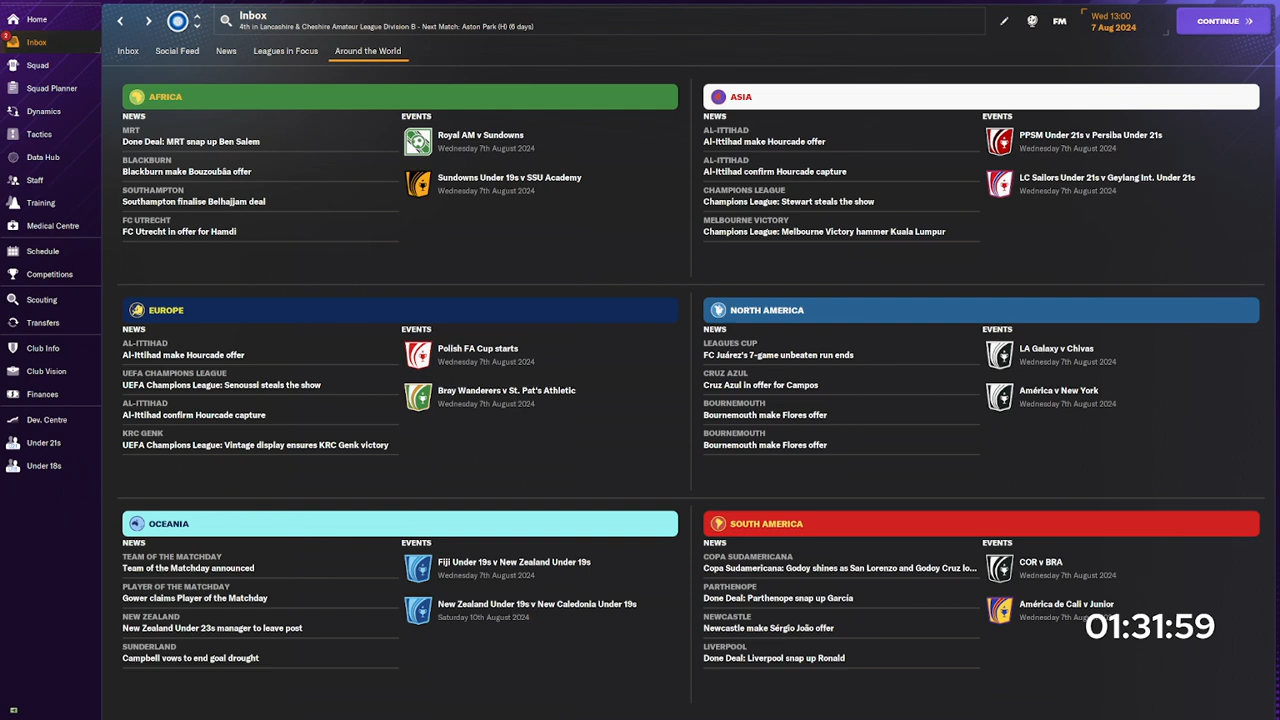 Home
2
Inbox
Squad
Squad Planner
Dynamics
Tactics
Data Hub
Staff
Training
Medical Centre
Schedule
Competitions
Scouting
Transfers
Club Info
Club Vision
Finances
Dev. Centre
Under 21s
Under 18s
Inbox
4th in Lancashire & Cheshire Amateur League Division B - Next Match: Aston Park (H) (6 days)
FM
Wed 13:00
7 Aug 2024
CONTINUE
Inbox
Social Feed
News
Leagues in Focus
Around the World
AFRICA
NEWS
MRT
Done Deal: MRT snap up Ben Salem
BLACKBURN
Blackburn make Bouzoubâa offer
SOUTHAMPTON
Southampton finalise Belhajjam deal
FC UTRECHT
FC Utrecht in offer for Hamdi
EVENTS
Royal AM v Sundowns
Wednesday 7th August 2024
Sundowns Under 19s v SSU Academy
Wednesday 7th August 2024
ASIA
NEWS
AL-ITTIHAD
Al-Ittihad make Hourcade offer
AL-ITTIHAD
Al-Ittihad confirm Hourcade capture
CHAMPIONS LEAGUE
Champions League: Stewart steals the show
MELBOURNE VICTORY
Champions League: Melbourne Victory hammer Kuala Lumpur
EVENTS
PPSM Under 21s v Persiba Under 21s
Wednesday 7th August 2024
LC Sailors Under 21s v Geylang Int. Under 21s
Wednesday 7th August 2024
EUROPE
NEWS
AL-ITTIHAD
Al-Ittihad make Hourcade offer
UEFA CHAMPIONS LEAGUE
UEFA Champions League: Senoussi steals the show
AL-ITTIHAD
Al-Ittihad confirm Hourcade capture
KRC GENK
UEFA Champions League: Vintage display ensures KRC Genk victory
EVENTS
Polish FA Cup starts
Wednesday 7th August 2024
Bray Wanderers v St. Pat's Athletic
Wednesday 7th August 2024
NORTH AMERICA
NEWS
LEAGUES CUP
FC Juárez's 7-game unbeaten run ends
CRUZ AZUL
Cruz Azul in offer for Campos
BOURNEMOUTH
Bournemouth make Flores offer
BOURNEMOUTH
Bournemouth make Flores offer
EVENTS
LA Galaxy v Chivas
Wednesday 7th August 2024
América v New York
Wednesday 7th August 2024
OCEANIA
NEWS
TEAM OF THE MATCHDAY
Team of the Matchday announced
PLAYER OF THE MATCHDAY
Gower claims Player of the Matchday
NEW ZEALAND
New Zealand Under 23s manager to leave post
SUNDERLAND
Campbell vows to end goal drought
EVENTS
Fiji Under 19s v New Zealand Under 19s
Wednesday 7th August 2024
New Zealand Under 19s v New Caledonia Under 19s
Saturday 10th August 2024
SOUTH AMERICA
NEWS
COPA SUDAMERICANA
Copa Sudamericana: Godoy shines as San Lorenzo and Godoy Cruz lo...
PARTHENOPE
Done Deal: Parthenope snap up García
NEWCASTLE
Newcastle make Sérgio João offer
LIVERPOOL
Done Deal: Liverpool snap up Ronald
EVENTS
COR v BRA
Wednesday 7th August 2024
América de Cali v Junior
Wednesday 7th August 2024
01:31:59